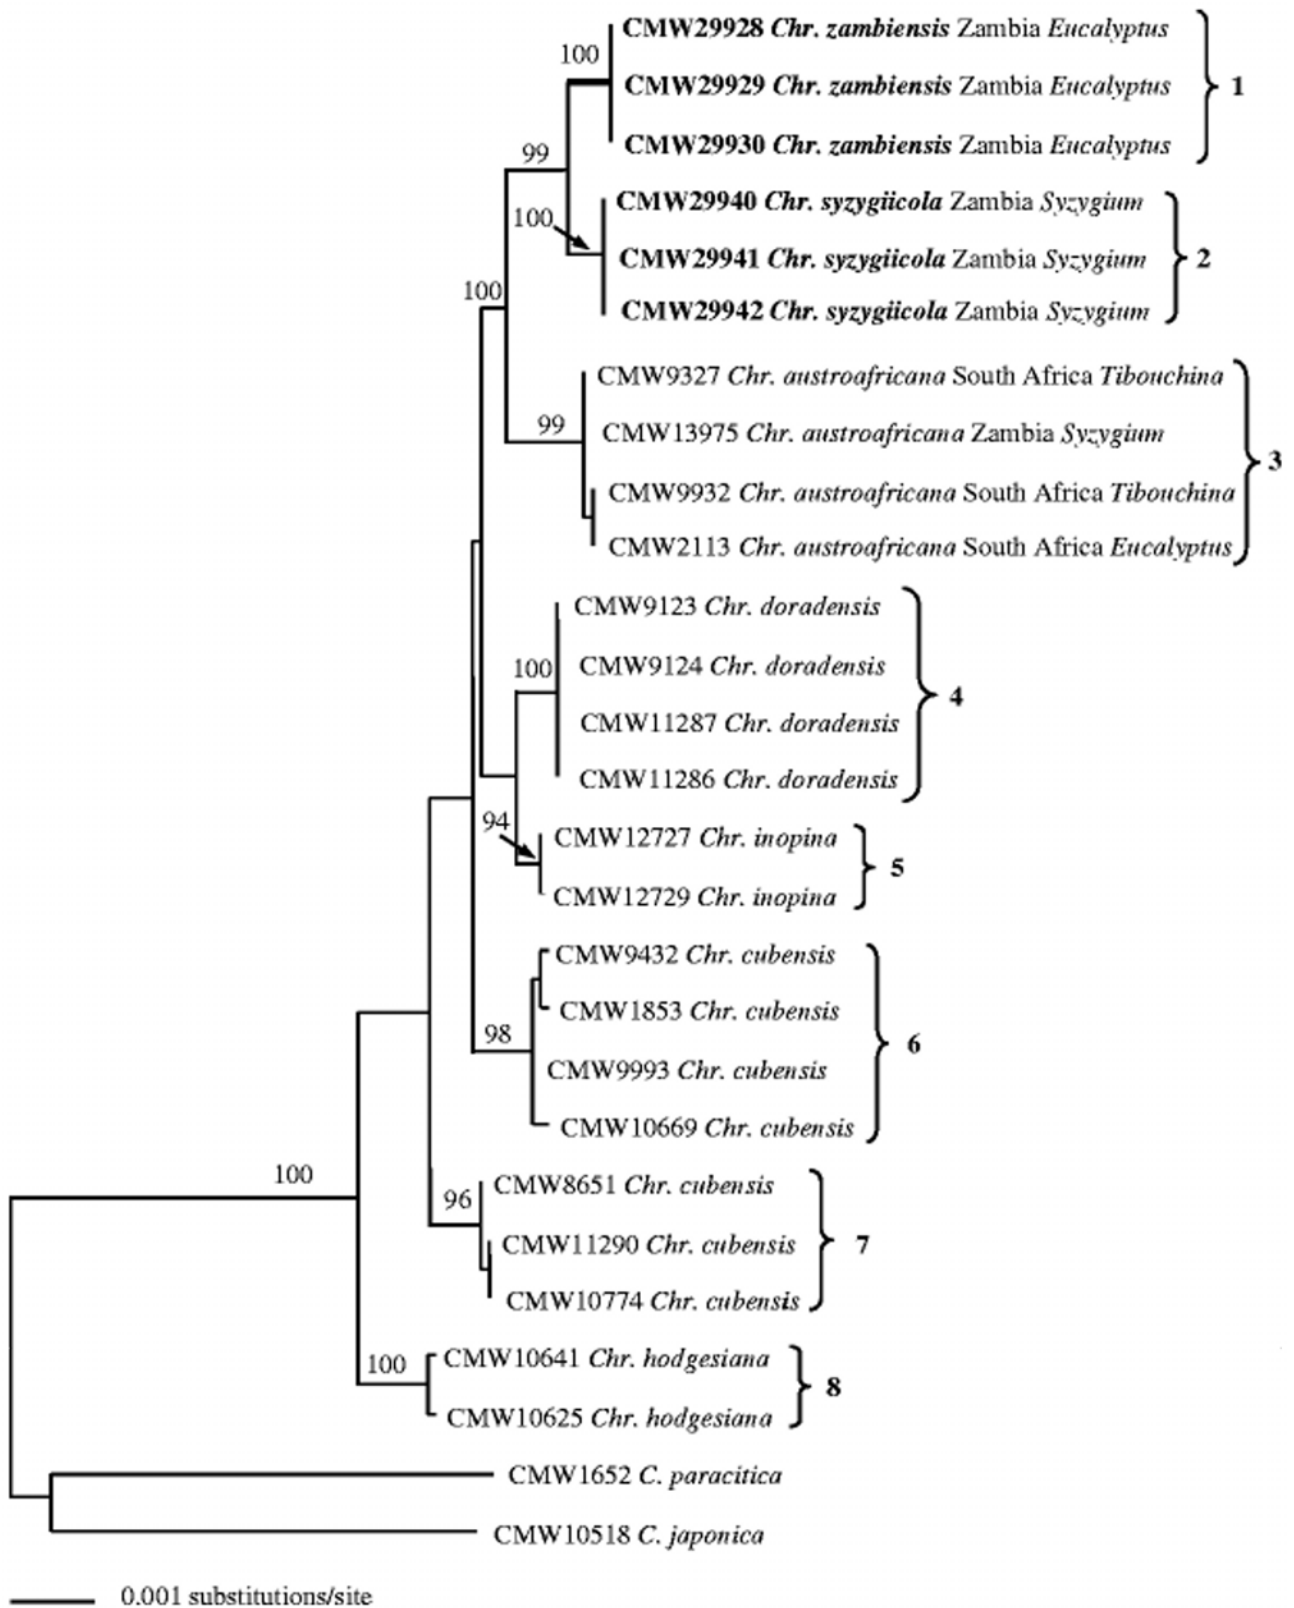 CMW29928 Chr. zambiensis Zambia Eucalyptus
100
CMW29929 Chr. zambiensis Zambia Eucalyptus
1
CMW29930 Chr. zambiensis Zambia Eucalyptus
99
CMW29940 Chr. syzygiicola Zambia Syzygium
100
CMW29941 Chr. syzygiicola Zambia Syzygium
2
100
CMW29942 Chr. syzygiicola Zambia Syzygium
CMW9327 Chr. austroafricana South Africa Tibouchina
99
CMW13975 Chr. austroafricana Zambia Syzygium
3
CMW9932 Chr. austroafricana South Africa Tibouchina
CMW2113 Chr. austroafricana South Africa Eucalyptus
CMW9123 Chr. doradensis
100
CMW9124 Chr. doradensis
4
CMW11287 Chr. doradensis
CMW11286 Chr. doradensis
94
CMW12727 Chr. inopina
5
CMW12729 Chr. inopina
CMW9432 Chr. cubensis
CMW1853 Chr. cubensis
98
6
CMW9993 Chr. cubensis
CMW10669 Chr. cubensis
100
CMW8651 Chr. cubensis
96
CMW11290 Chr. cubensis
7
CMW10774 Chr. cubensis
100
CMW10641 Chr. hodgesiana
8
CMW10625 Chr. hodgesiana
CMW1652 C. paracitica
CMW10518 C. japonica
0.001 substitutions/site